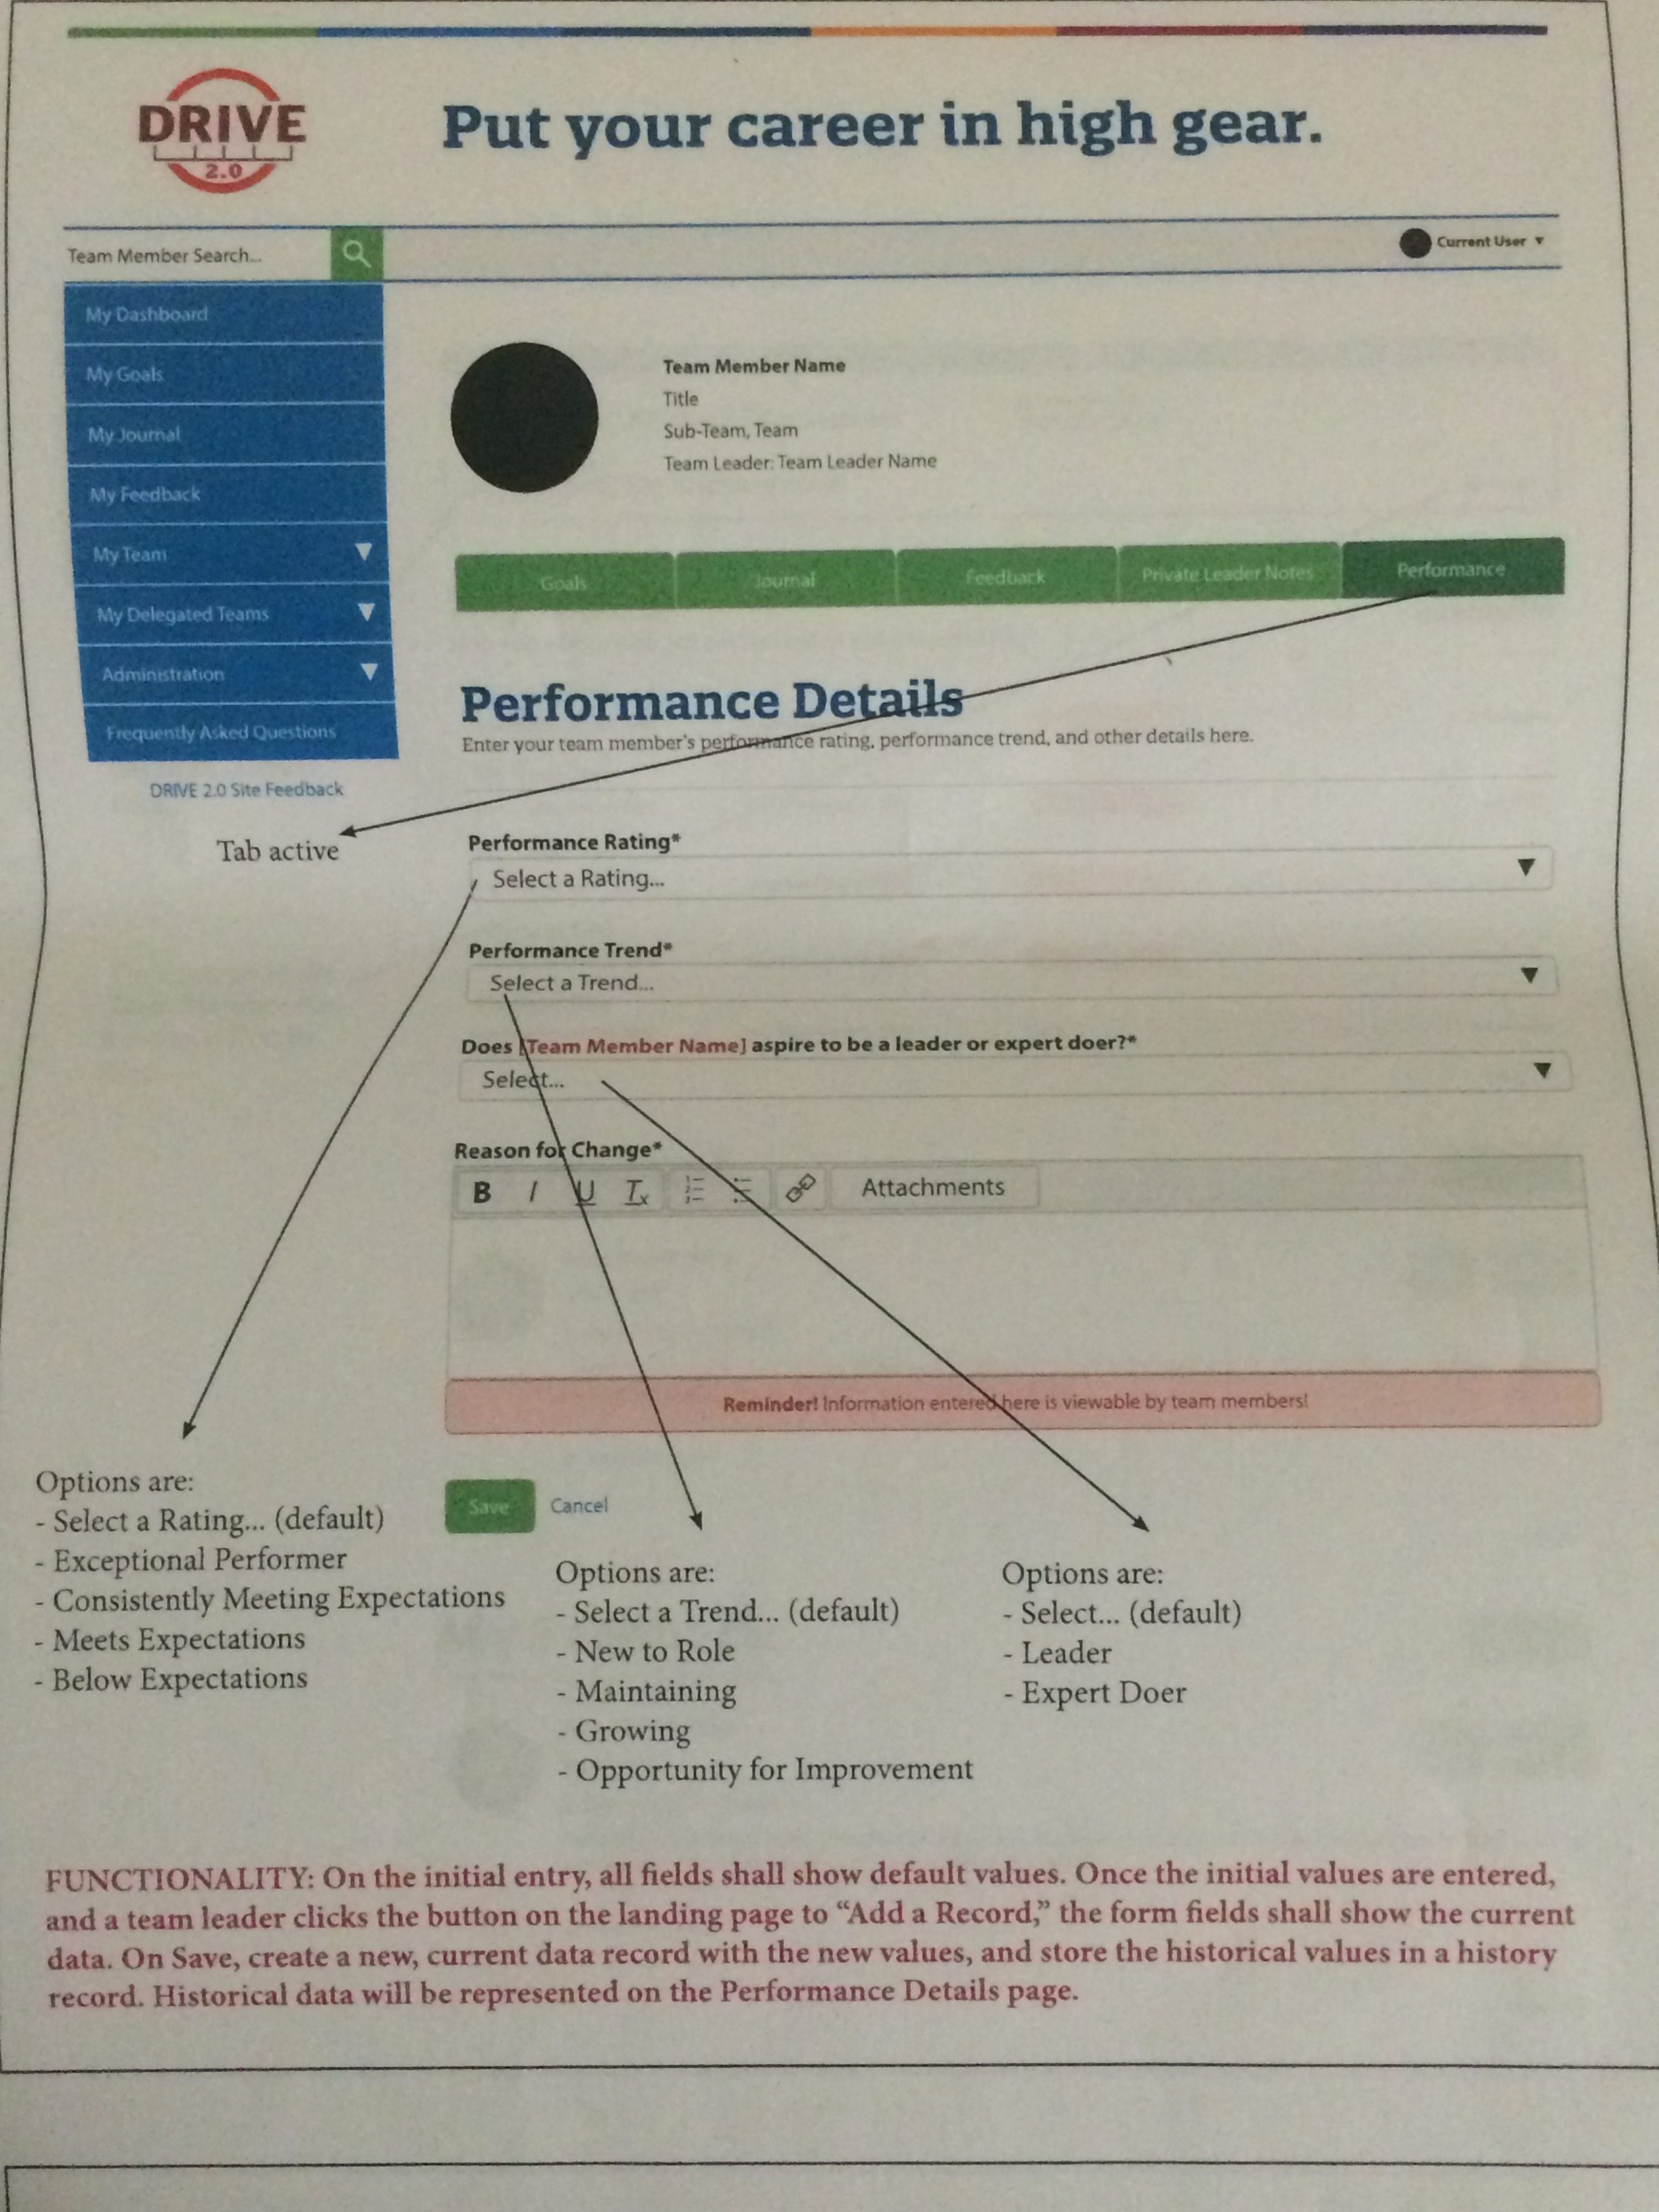 DRIVE
2.0
Put your career in high gear.
Team Member Search...
Current User
My Dashboard
My Goals
My Journal
My Feedback
My Team
My Delegated Teams
Administration
Frequently Asked Questions
DRIVE 2.0 Site Feedback
Tab active
Team Member Name
Title
Sub-Team, Team
Team Leader: Team Leader Name
Goals
Journal
Feedback
Private Leader Notes
Performance
Performance Details
Enter your team member's performance rating, performance trend, and other details here.
Performance Rating*
Select a Rating...
Performance Trend*
Select a Trend...
Does [Team Member Name] aspire to be a leader or expert doer?*
Select...
Reason for Change*
B I U Tx Attachments
Reminder! Information entered here is viewable by team members!
Save Cancel
Options are:
- Select a Rating... (default)
- Exceptional Performer
- Consistently Meeting Expectations
- Meets Expectations
- Below Expectations
Options are:
- Select a Trend... (default)
- New to Role
- Maintaining
- Growing
- Opportunity for Improvement
Options are:
- Select... (default)
- Leader
- Expert Doer
FUNCTIONALITY: On the initial entry, all fields shall show default values. Once the initial values are entered,
and a team leader clicks the button on the landing page to “Add a Record,” the form fields shall show the current
data. On Save, create a new, current data record with the new values, and store the historical values in a history
record. Historical data will be represented on the Performance Details page.